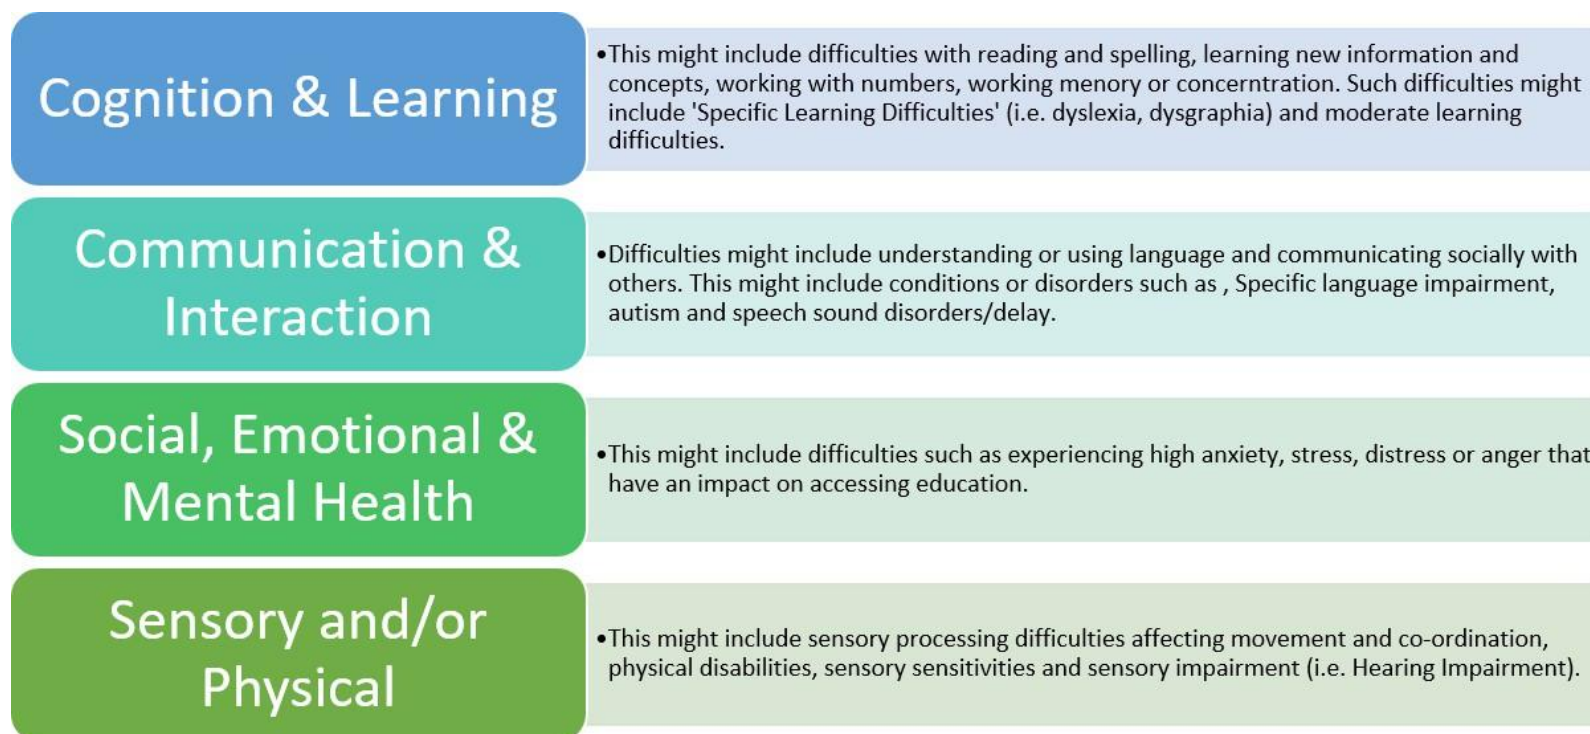 Cognition & Learning
•This might include difficulties with reading and spelling, learning new information and
concepts, working with numbers, working menory or concerntration. Such difficulties might
include 'Specific Learning Difficulties' (i.e. dyslexia, dysgraphia) and moderate learning
difficulties.
Communication &
Interaction
•Difficulties might include understanding or using language and communicating socially with
others. This might include conditions or disorders such as , Specific language impairment,
autism and speech sound disorders/delay.
Social, Emotional &
Mental Health
•This might include difficulties such as experiencing high anxiety, stress, distress or anger that
have an impact on accessing education.
Sensory and/or
Physical
•This might include sensory processing difficulties affecting movement and co-ordination,
physical disabilities, sensory sensitivities and sensory impairment (i.e. Hearing Impairment).